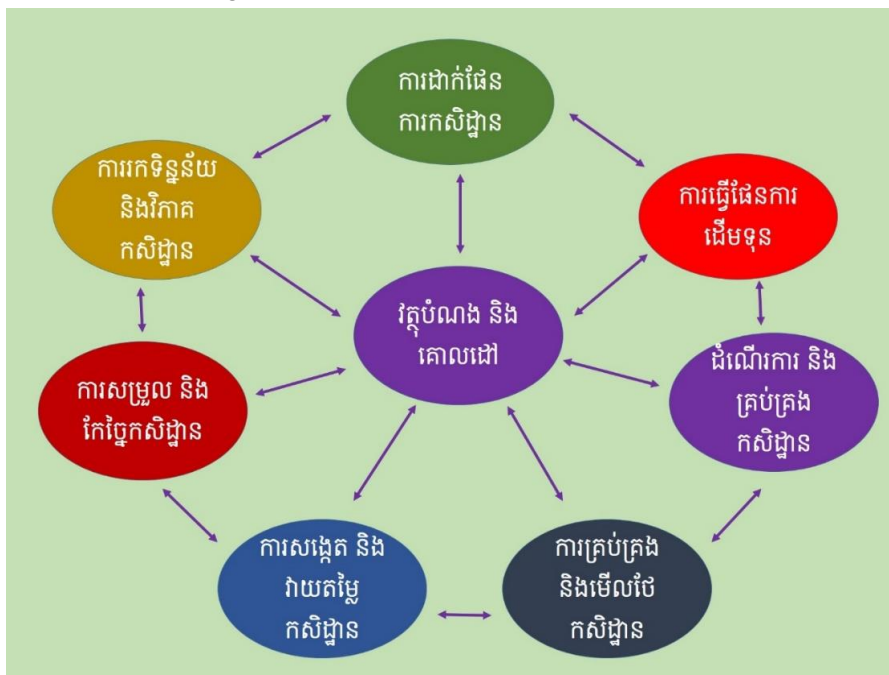 ការដាក់ផែន
ការកសិដ្ឋាន
ការរកទិន្នន័យ
និងវិភាគ
កសិដ្ឋាន
ការធ្វើផែនការ
ដើមទុន
វត្ថុបំណង និង
គោលដៅ
ដំណើរការ និង
គ្រប់គ្រង
កសិដ្ឋាន
ការសម្រួល និង
កែច្នៃកសិដ្ឋាន
ការសង្កេត និង
វាយតម្លៃ
កសិដ្ឋាន
ការគ្រប់គ្រង
និងមើលថែ
កសិដ្ឋាន